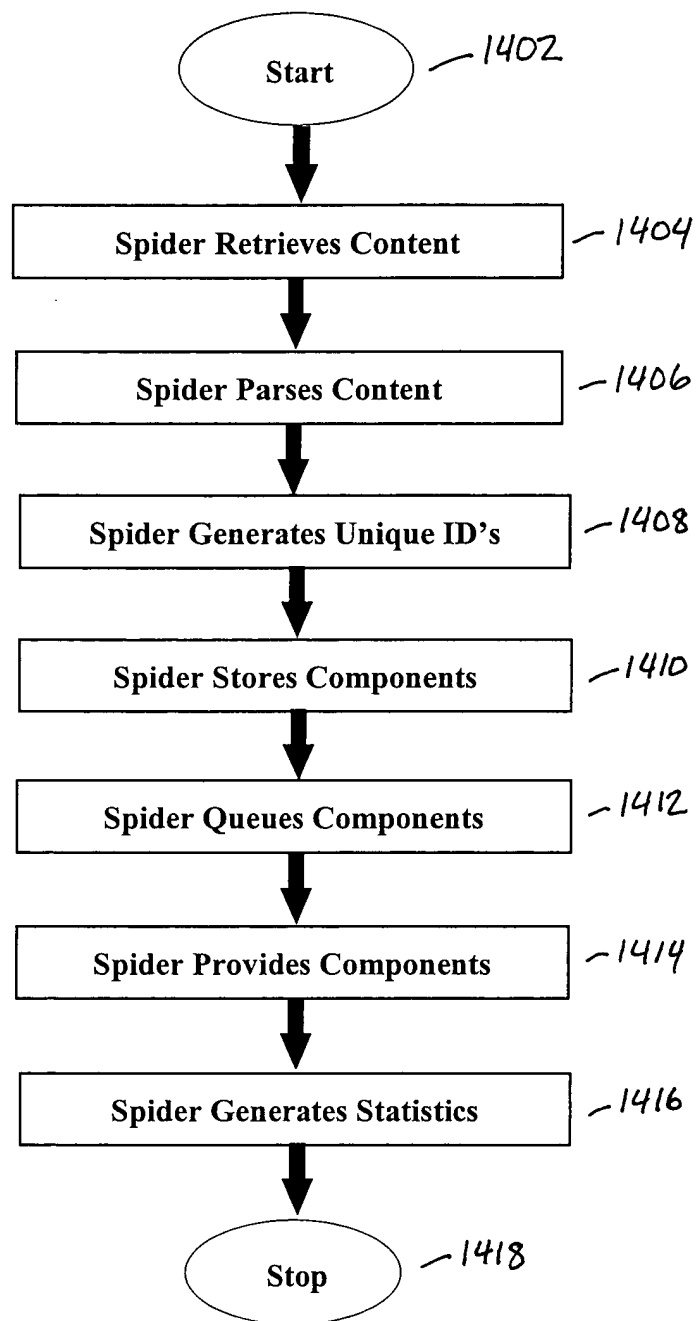 Start
1402
Spider Retrieves Content
1404
Spider Parses Content
1406
Spider Generates Unique ID's
1408
Spider Stores Components
1410
Spider Queues Components
1412
Spider Provides Components
1414
Spider Generates Statistics
1416
Stop
1418